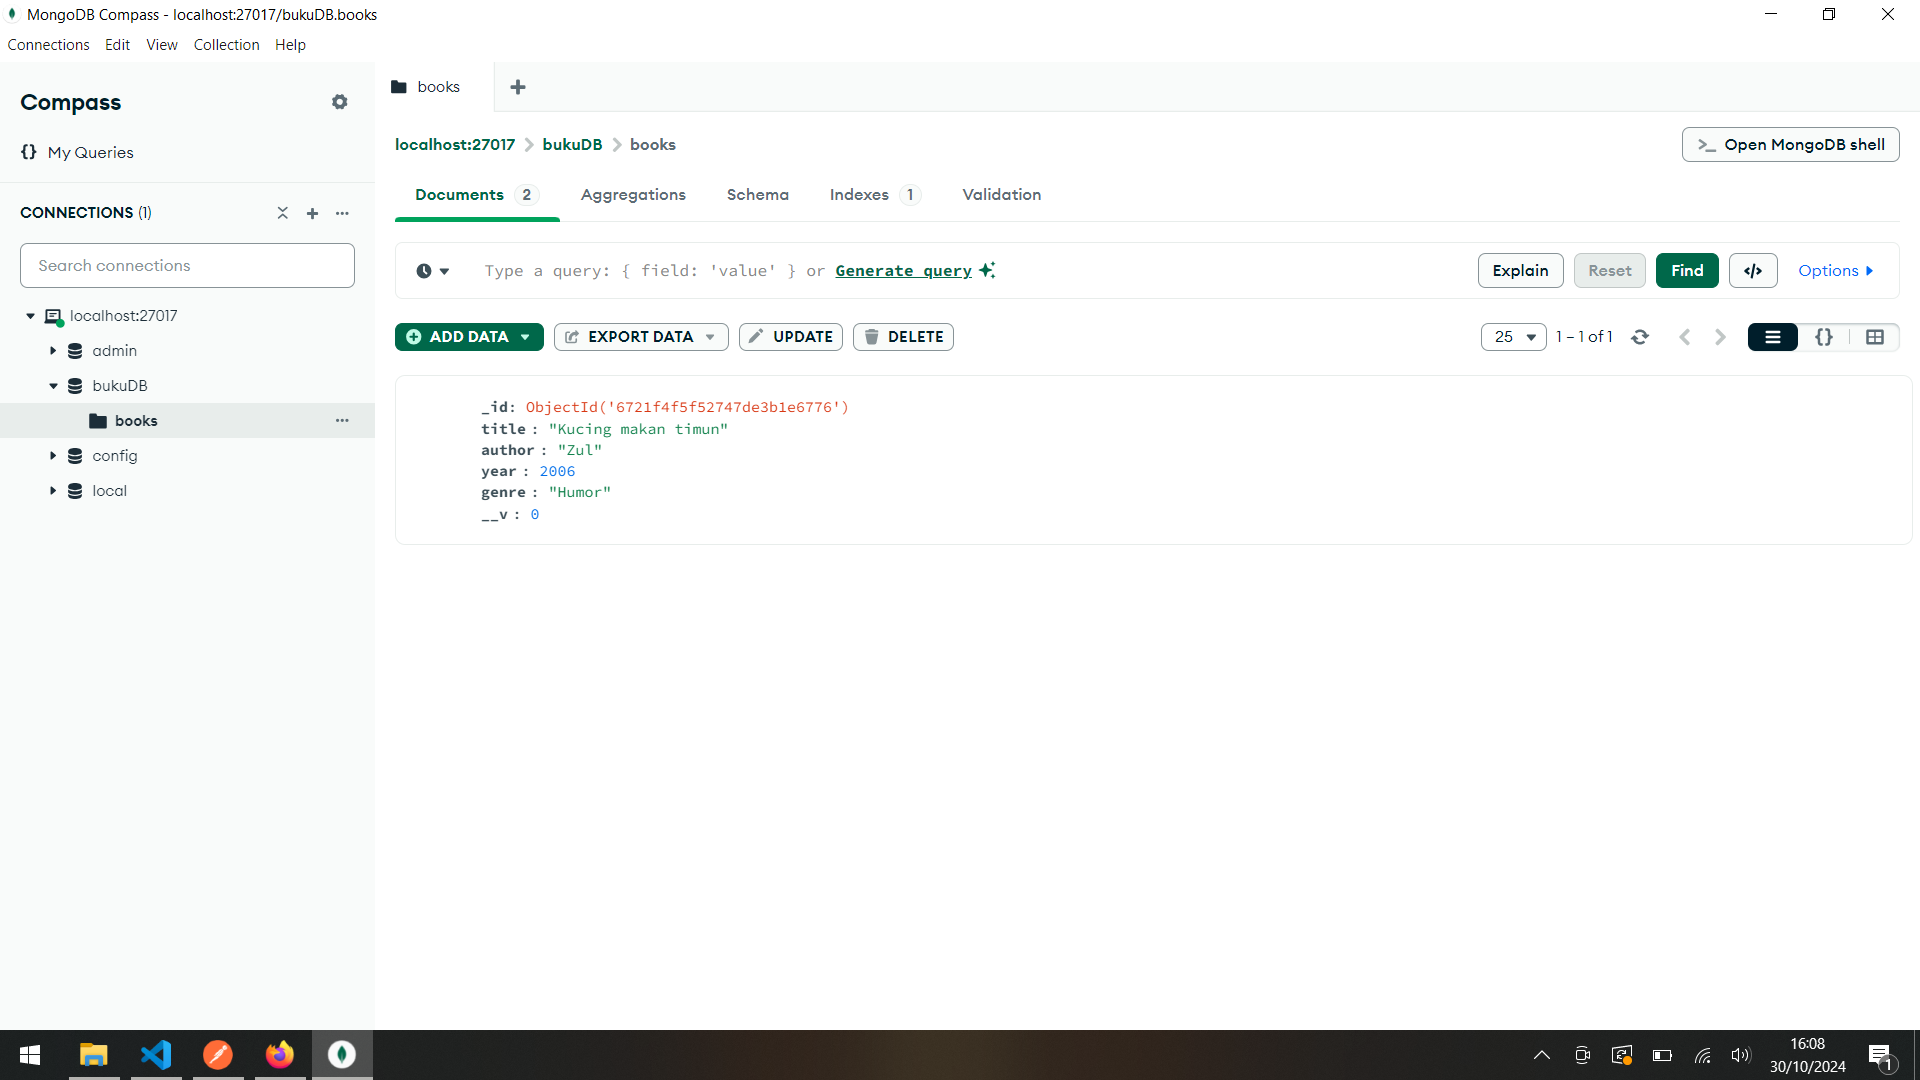 MongoDB Compass - localhost:27017/bukuDB.books
Connections Edit View Collection Help
Compass
My Queries
CONNECTIONS (1)
Search connections
localhost:27017
admin
bukuDB
books
config
local
books
localhost:27017 bukuDB books
Open MongoDB shell
Documents 2 Aggregations Schema Indexes 1 Validation
Type a query: { field: 'value' } or Generate query
Explain Reset Find </> Options
ADD DATA EXPORT DATA UPDATE DELETE
25 1 – 1 of 1 {}
_id: ObjectId('6721f4f5f52747de3b1e6776')
title : "Kucing makan timun"
author : "Zul"
year : 2006
genre : "Humor"
__v : 0
16:08
30/10/2024
1